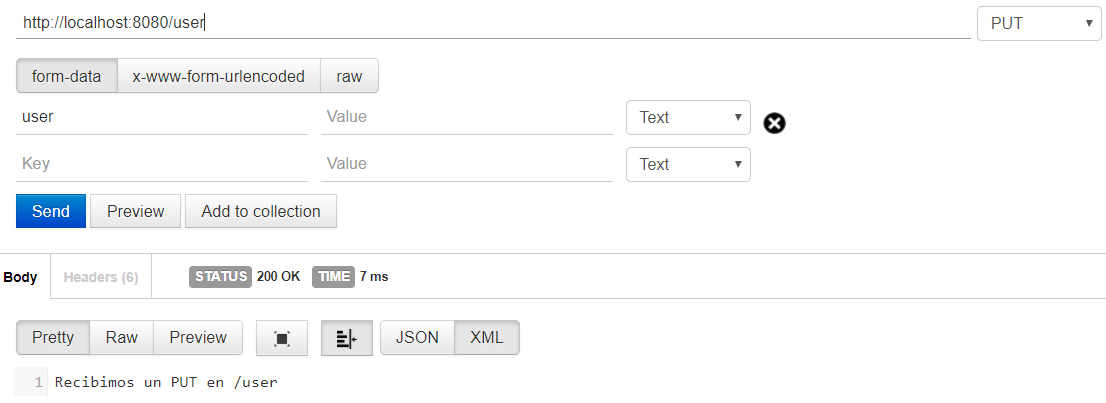 http://localhost:8080/user PUT
form-data x-www-form-urlencoded raw
user Value Text
Key Value Text
Send Preview Add to collection
Body Headers (6) STATUS 200 OK TIME 7 ms
Pretty Raw Preview JSON XML
1 Recibimos un PUT en /user